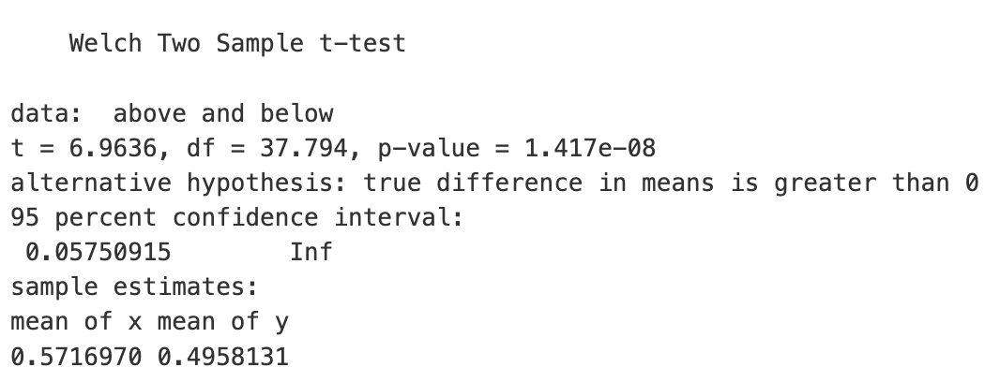 Welch Two Sample t-test
data:  above and below
t = 6.9636, df = 37.794, p-value = 1.417e-08
alternative hypothesis: true difference in means is greater than 0
95 percent confidence interval:
 0.05750915        Inf
sample estimates:
mean of x mean of y
0.5716970 0.4958131